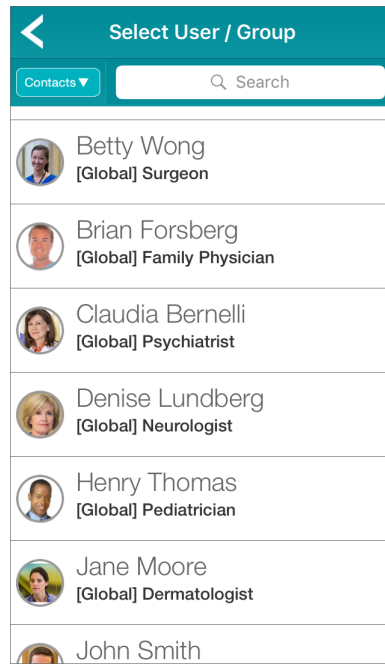 Select User / Group
Contacts▼
Search
Betty Wong
[Global] Surgeon
Brian Forsberg
[Global] Family Physician
Claudia Bernelli
[Global] Psychiatrist
Denise Lundberg
[Global] Neurologist
Henry Thomas
[Global] Pediatrician
Jane Moore
[Global] Dermatologist
John Smith